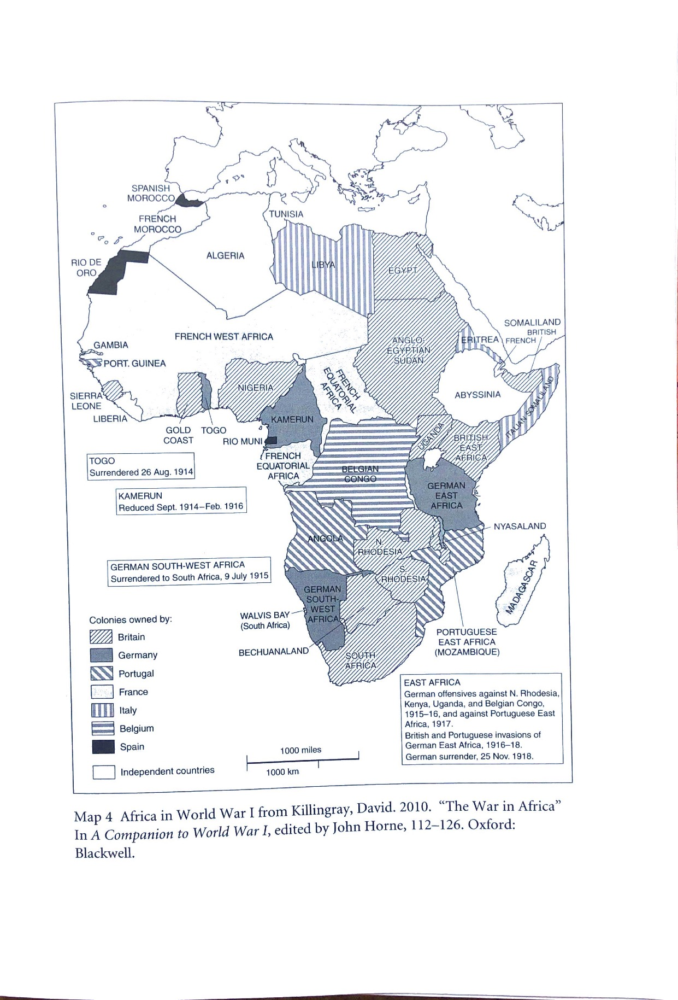 SPANISH
MOROCCO
FRENCH
MOROCCO
TUNISIA
ALGERIA
LIBYA
EGYPT
RIO DE
ORO
FRENCH WEST AFRICA
GAMBIA
PORT. GUINEA
SIERRA
LEONE
LIBERIA
GOLD
COAST
TOGO
NIGERIA
KAMERUN
RIO MUNI
FRENCH
EQUATORIAL
AFRICA
FRENCH
EQUATORIAL
AFRICA
ANGLO-
EGYPTIAN
SUDAN
ERITREA
SOMALILAND
BRITISH
FRENCH
ABYSSINIA
ITALIAN SOMALILAND
UGANDA
BRITISH
EAST
AFRICA
BELGIAN
CONGO
GERMAN
EAST
AFRICA
NYASALAND
ANGOLA
N.
RHODESIA
S.
RHODESIA
MADAGASCAR
GERMAN
SOUTH-
WEST
AFRICA
WALVIS BAY
(South Africa)
BECHUANALAND
SOUTH
AFRICA
PORTUGUESE
EAST AFRICA
(MOZAMBIQUE)
TOGO
Surrendered 26 Aug. 1914
KAMERUN
Reduced Sept. 1914–Feb. 1916
GERMAN SOUTH-WEST AFRICA
Surrendered to South Africa, 9 July 1915
Colonies owned by:
Britain
Germany
Portugal
France
Italy
Belgium
Spain
Independent countries
1000 miles
1000 km
EAST AFRICA
German offensives against N. Rhodesia,
Kenya, Uganda, and Belgian Congo,
1915–16, and against Portuguese East
Africa, 1917.
British and Portuguese invasions of
German East Africa, 1916–18.
German surrender, 25 Nov. 1918.
Map 4 Africa in World War I from Killingray, David. 2010. “The War in Africa”
In A Companion to World War I, edited by John Horne, 112–126. Oxford:
Blackwell.